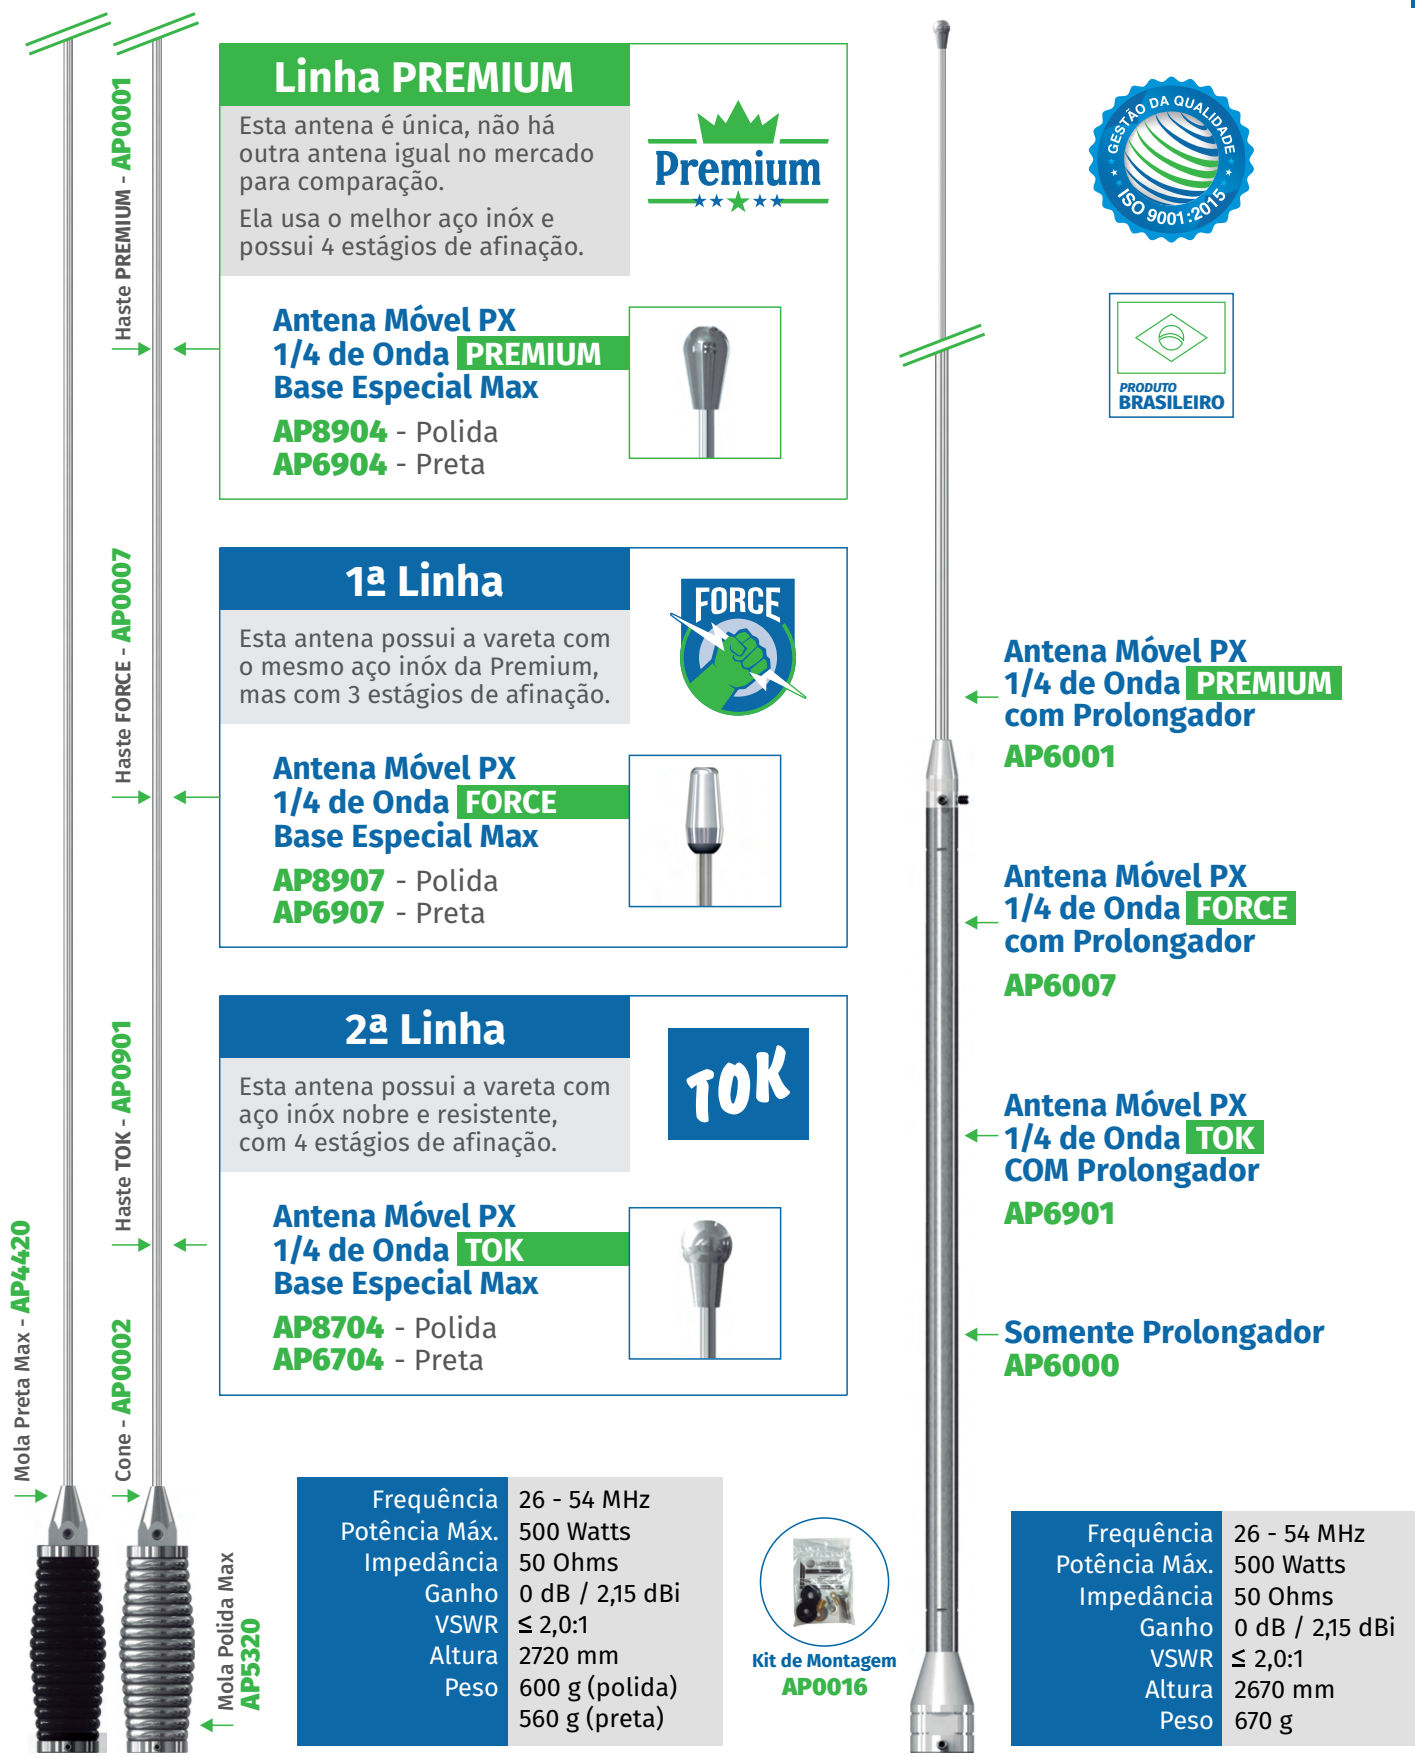 Haste PREMIUM - AP0001
Haste FORCE - AP0007
Haste TOK - AP0901
Mola Preta Max - AP4420
Cone - AP0002
Mola Polida Max
AP5320
Linha PREMIUM
Esta antena é única, não há
outra antena igual no mercado
para comparação.
Ela usa o melhor aço inóx e
possui 4 estágios de afinação.
Premium
Antena Móvel PX
1/4 de Onda PREMIUM
Base Especial Max
AP8904 - Polida
AP6904 - Preta
1ª Linha
Esta antena possui a vareta com
o mesmo aço inóx da Premium,
mas com 3 estágios de afinação.
FORCE
Antena Móvel PX
1/4 de Onda FORCE
Base Especial Max
AP8907 - Polida
AP6907 - Preta
2ª Linha
Esta antena possui a vareta com
aço inóx nobre e resistente,
com 4 estágios de afinação.
TOK
Antena Móvel PX
1/4 de Onda TOK
Base Especial Max
AP8704 - Polida
AP6704 - Preta
Frequência 26 - 54 MHz
Potência Máx. 500 Watts
Impedância 50 Ohms
Ganho 0 dB / 2,15 dBi
VSWR ≤ 2,0:1
Altura 2720 mm
Peso 600 g (polida)
560 g (preta)
Kit de Montagem
AP0016
GESTÃO DA QUALIDADE
ISO 9001:2015
PRODUTO
BRASILEIRO
Antena Móvel PX
1/4 de Onda PREMIUM
com Prolongador
AP6001
Antena Móvel PX
1/4 de Onda FORCE
com Prolongador
AP6007
Antena Móvel PX
1/4 de Onda TOK
COM Prolongador
AP6901
Somente Prolongador
AP6000
Frequência 26 - 54 MHz
Potência Máx. 500 Watts
Impedância 50 Ohms
Ganho 0 dB / 2,15 dBi
VSWR ≤ 2,0:1
Altura 2670 mm
Peso 670 g